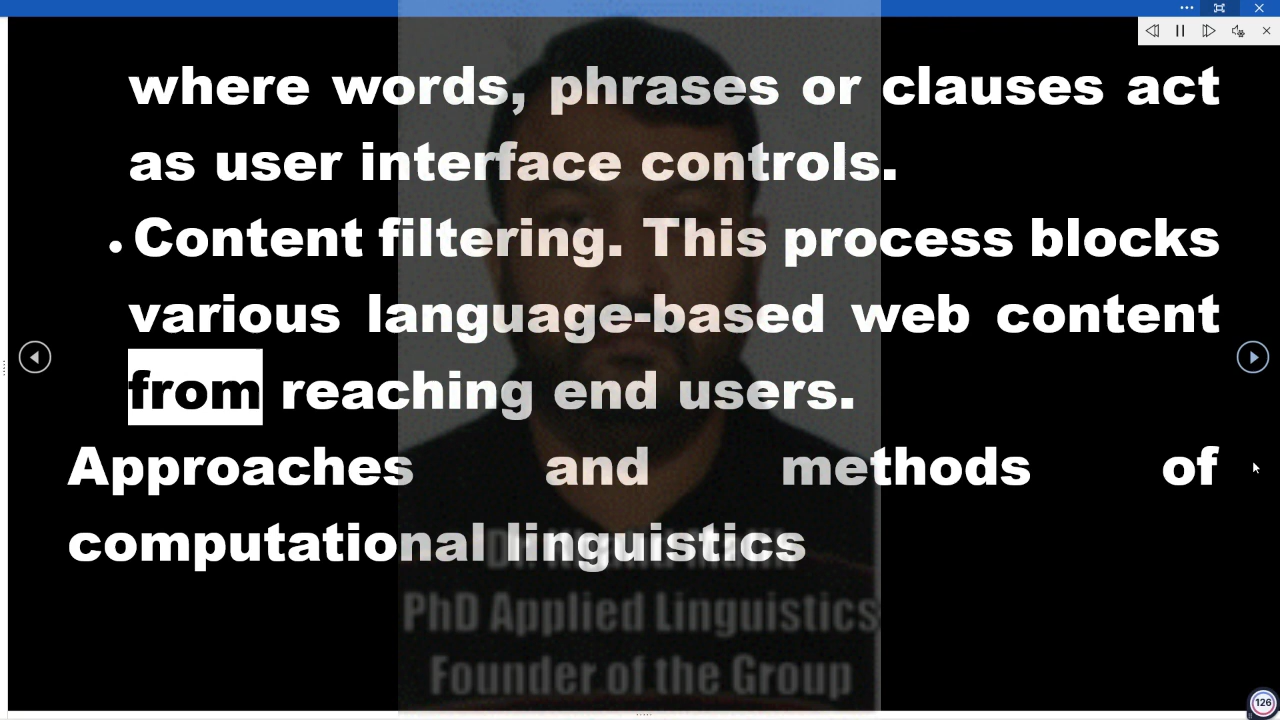 where words, phrases or clauses act
as user interface controls.
• Content filtering. This process blocks
various language-based web content
from reaching end users.
Approaches and methods of
computational linguistics
PhD Applied Linguistics
Founder of the Group
126